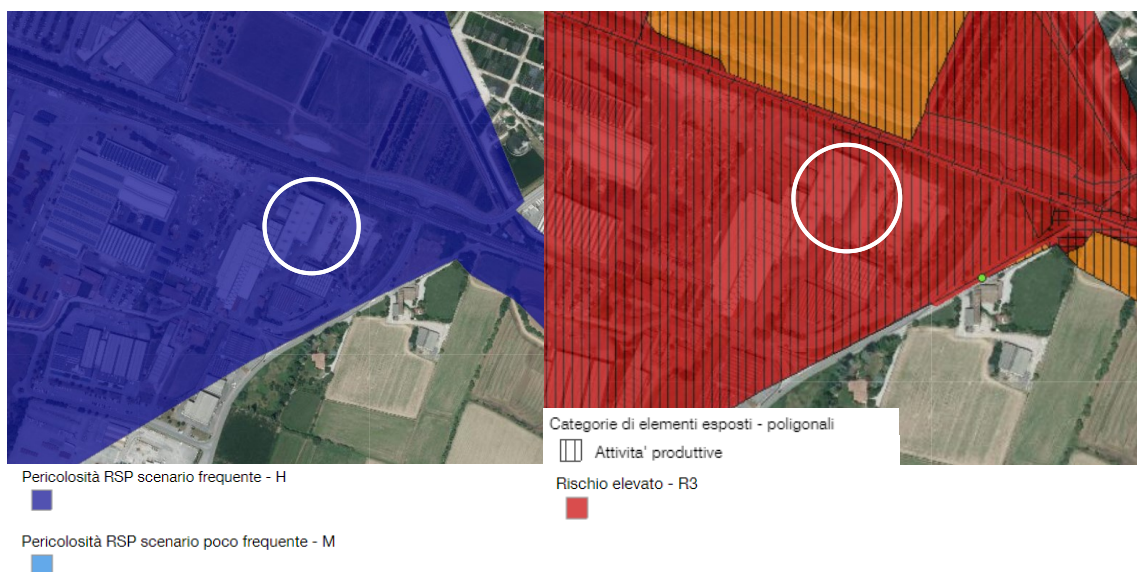 Categorie di elementi esposti - poligonali
Attivita' produttive
Pericolosità RSP scenario frequente - H
Rischio elevato - R3
Pericolosità RSP scenario poco frequente - M